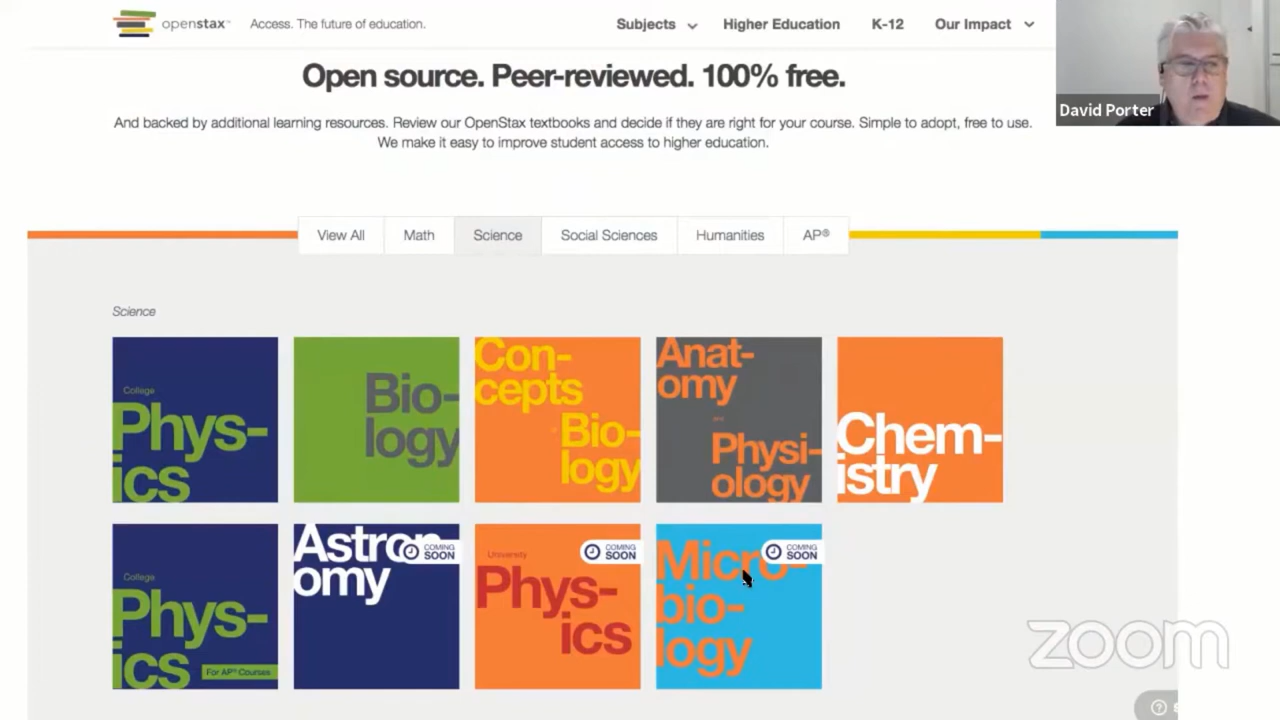 openstax™ Access. The future of education. Subjects Higher Education K-12 Our Impact
David Porter
Open source. Peer-reviewed. 100% free.
And backed by additional learning resources. Review our OpenStax textbooks and decide if they are right for your course. Simple to adopt, free to use.
We make it easy to improve student access to higher education.
View All Math Science Social Sciences Humanities AP®
Science
College
Phys-
ics
Bio-
logy
Con-
cepts
Bio-
logy
Anat-
omy
and
Physi-
ology
Chem-
istry
College
Phys-
ics
For AP® Courses
Astron-
omy
COMING
SOON
University
Phys-
ics
COMING
SOON
Micro-
bio-
logy
COMING
SOON
zoom